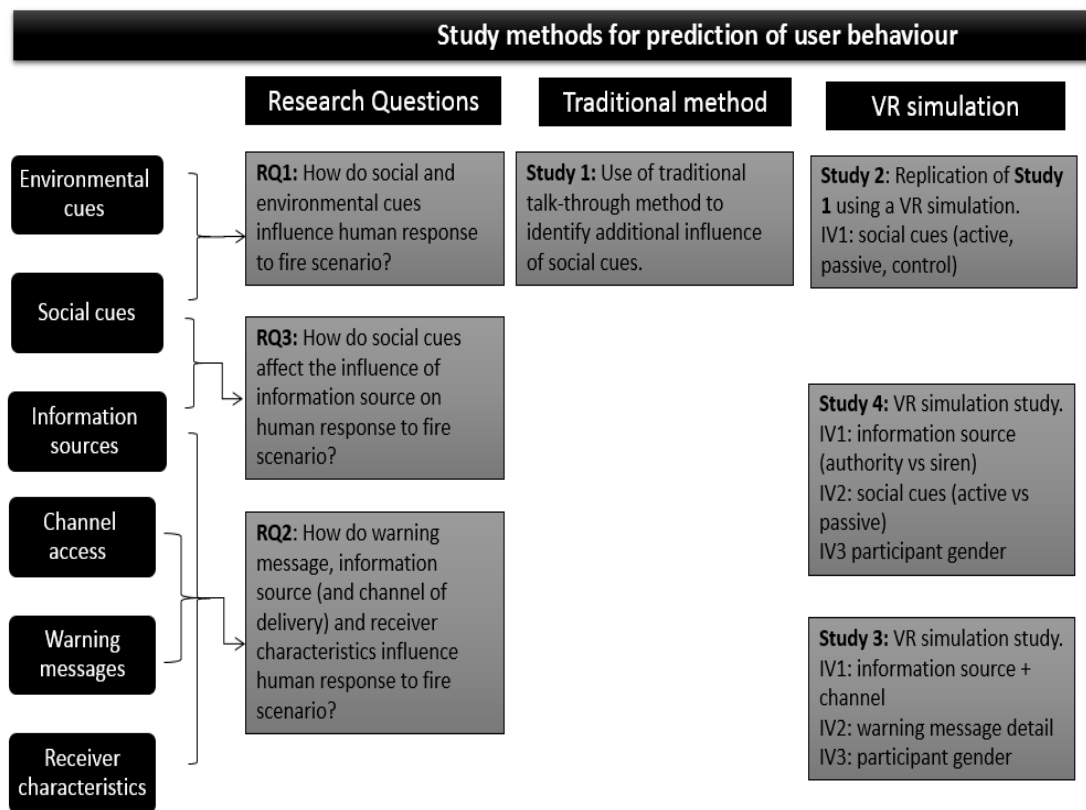 Study methods for prediction of user behaviour
Research Questions
Traditional method
VR simulation
Environmental
cues
Social cues
Information
sources
Channel
access
Warning
messages
Receiver
characteristics
RQ1: How do social and
environmental cues
influence human response
to fire scenario?
Study 1: Use of traditional
talk-through method to
identify additional influence
of social cues.
Study 2: Replication of Study
1 using a VR simulation.
IV1: social cues (active,
passive, control)
RQ3: How do social cues
affect the influence of
information source on
human response to fire
scenario?
Study 4: VR simulation study.
IV1: information source
(authority vs siren)
IV2: social cues (active vs
passive)
IV3 participant gender
RQ2: How do warning
message, information
source (and channel of
delivery) and receiver
characteristics influence
human response to fire
scenario?
Study 3: VR simulation study.
IV1: information source +
channel
IV2: warning message detail
IV3: participant gender